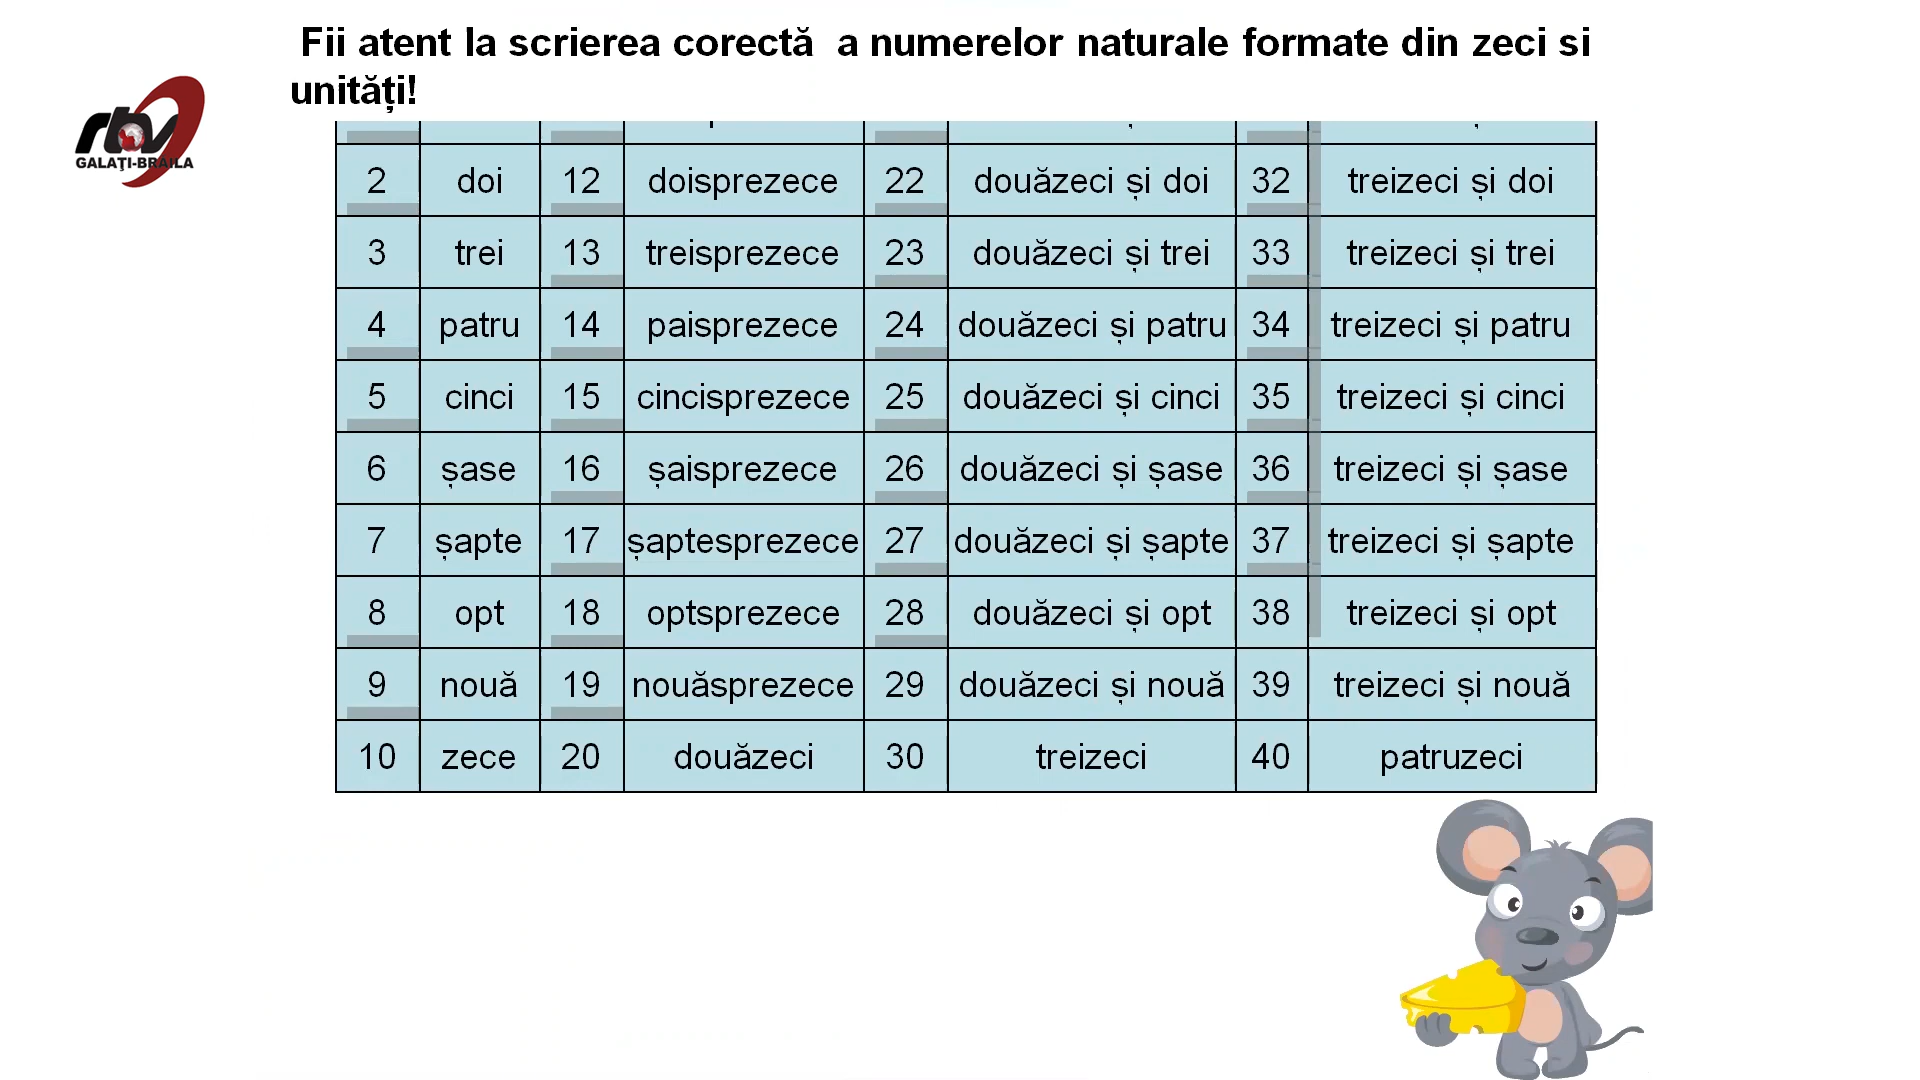 Fii atent la scrierea corectă a numerelor naturale formate din zeci si
unități!
rtv
GALAŢI-BRAILA
2 doi 12 doisprezece 22 douăzeci și doi 32 treizeci și doi
3 trei 13 treisprezece 23 douăzeci și trei 33 treizeci și trei
4 patru 14 paisprezece 24 douăzeci și patru 34 treizeci și patru
5 cinci 15 cincisprezece 25 douăzeci și cinci 35 treizeci și cinci
6 șase 16 șaisprezece 26 douăzeci și șase 36 treizeci și șase
7 șapte 17 șaptesprezece 27 douăzeci și șapte 37 treizeci și șapte
8 opt 18 optsprezece 28 douăzeci și opt 38 treizeci și opt
9 nouă 19 nouăsprezece 29 douăzeci și nouă 39 treizeci și nouă
10 zece 20 douăzeci 30 treizeci 40 patruzeci